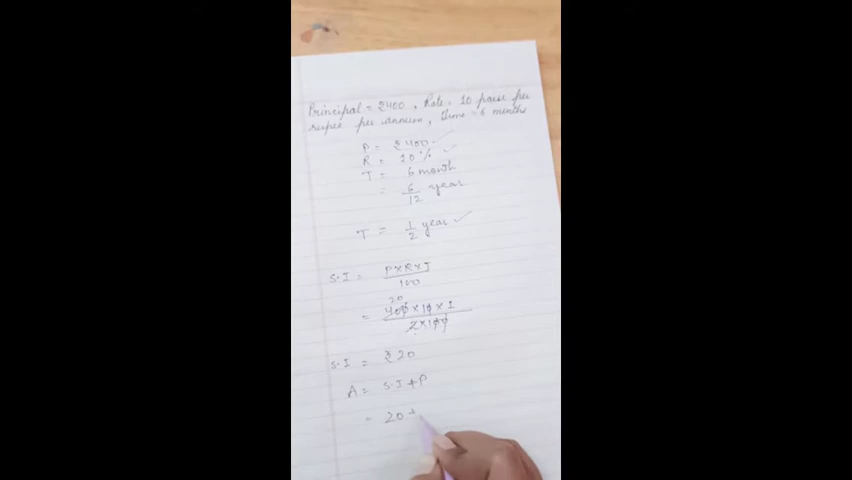 Principal = ₹400, Rate = 10 paise per
rupee per annum, Time = 6 months
P = ₹400 ✓
R = 10% ✓
T = 6 month
= 6/12 year
T = 1/2 year ✓
S.I = P×R×T/100
20
= 400×10×1/2×100
S.I = ₹20
A = S.I+P
= 20+